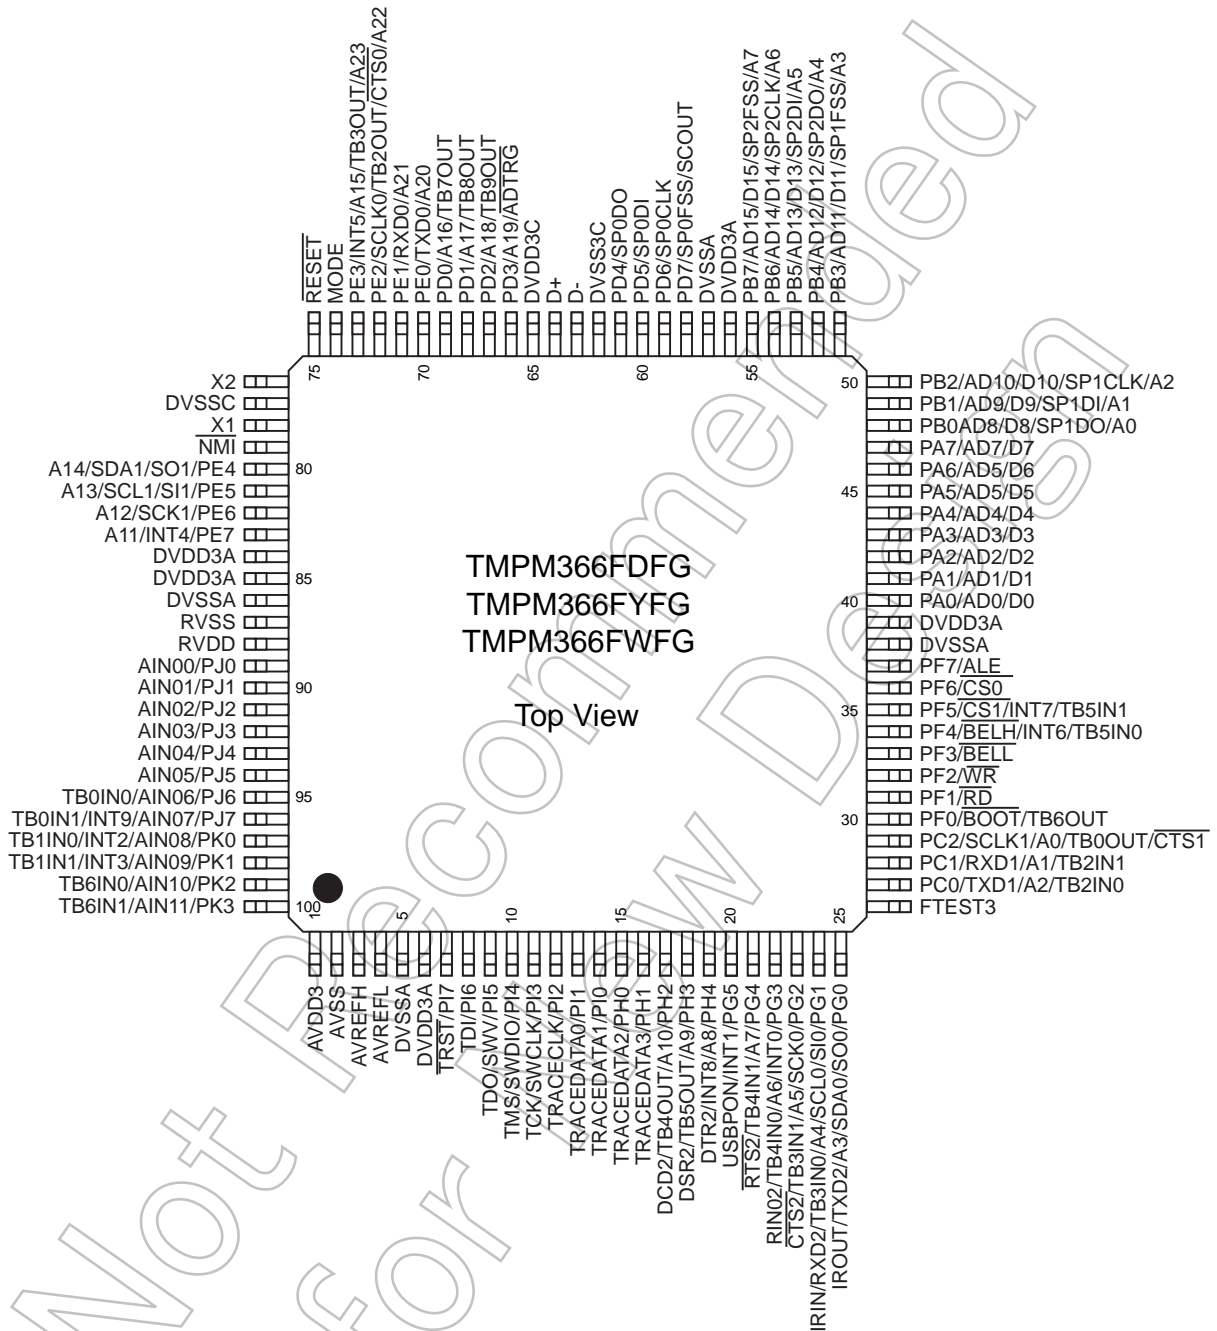 RESET
MODE
PE3/INT5/A15/TB3OUT/A23
PE2/SCLK0/TB2OUT/CTS0/A22
PE1/RXD0/A21
PE0/TXD0/A20
PD0/A16/TB7OUT
PD1/A17/TB8OUT
PD2/A18/TB9OUT
PD3/A19/ADTRG
DVDD3C
D+
D-
DVSS3C
PD4/SP0DO
PD5/SP0DI
PD6/SP0CLK
PD7/SP0FSS/SCOUT
DVSSA
DVDD3A
PB7/AD15/D15/SP2FSS/A7
PB6/AD14/D14/SP2CLK/A6
PB5/AD13/D13/SP2DI/A5
PB4/AD12/D12/SP2DO/A4
PB3/AD11/D11/SP1FSS/A3
75
70
65
60
55
X2
DVSSC
X1
NMI
A14/SDA1/SO1/PE4
A13/SCL1/SI1/PE5
A12/SCK1/PE6
A11/INT4/PE7
DVDD3A
DVDD3A
DVSSA
RVSS
RVDD
AIN00/PJ0
AIN01/PJ1
AIN02/PJ2
AIN03/PJ3
AIN04/PJ4
AIN05/PJ5
TB0IN0/AIN06/PJ6
TB0IN1/INT9/AIN07/PJ7
TB1IN0/INT2/AIN08/PK0
TB1IN1/INT3/AIN09/PK1
TB6IN0/AIN10/PK2
TB6IN1/AIN11/PK3
80
85
90
95
100
TMPM366FDFG
TMPM366FYFG
TMPM366FWFG
Top View
50
45
40
35
30
PB2/AD10/D10/SP1CLK/A2
PB1/AD9/D9/SP1DI/A1
PB0AD8/D8/SP1DO/A0
PA7/AD7/D7
PA6/AD5/D6
PA5/AD5/D5
PA4/AD4/D4
PA3/AD3/D3
PA2/AD2/D2
PA1/AD1/D1
PA0/AD0/D0
DVDD3A
DVSSA
PF7/ALE
PF6/CS0
PF5/CS1/INT7/TB5IN1
PF4/BELH/INT6/TB5IN0
PF3/BELL
PF2/WR
PF1/RD
PF0/BOOT/TB6OUT
PC2/SCLK1/A0/TB0OUT/CTS1
PC1/RXD1/A1/TB2IN1
PC0/TXD1/A2/TB2IN0
FTEST3
1
5
10
15
20
25
AVDD3
AVSS
AVREFH
AVREFL
DVSSA
DVDD3A
TRST/PI7
TDI/PI6
TDO/SWV/PI5
TMS/SWDIO/PI4
TCK/SWCLK/PI3
TRACECLK/PI2
TRACEDATA0/PI1
TRACEDATA1/PI0
TRACEDATA2/PH0
TRACEDATA3/PH1
DCD2/TB4OUT/A10/PH2
DSR2/TB5OUT/A9/PH3
DTR2/INT8/A8/PH4
USBPON/INT1/PG5
RTS2/TB4IN1/A7/PG4
RIN02/TB4IN0/A6/INT0/PG3
CTS2/TB3IN1/A5/SCK0/PG2
IRIN/RXD2/TB3IN0/A4/SCL0/SI0/PG1
IROUT/TXD2/A3/SDA0/SO0/PG0
Not Recommended
for New Design